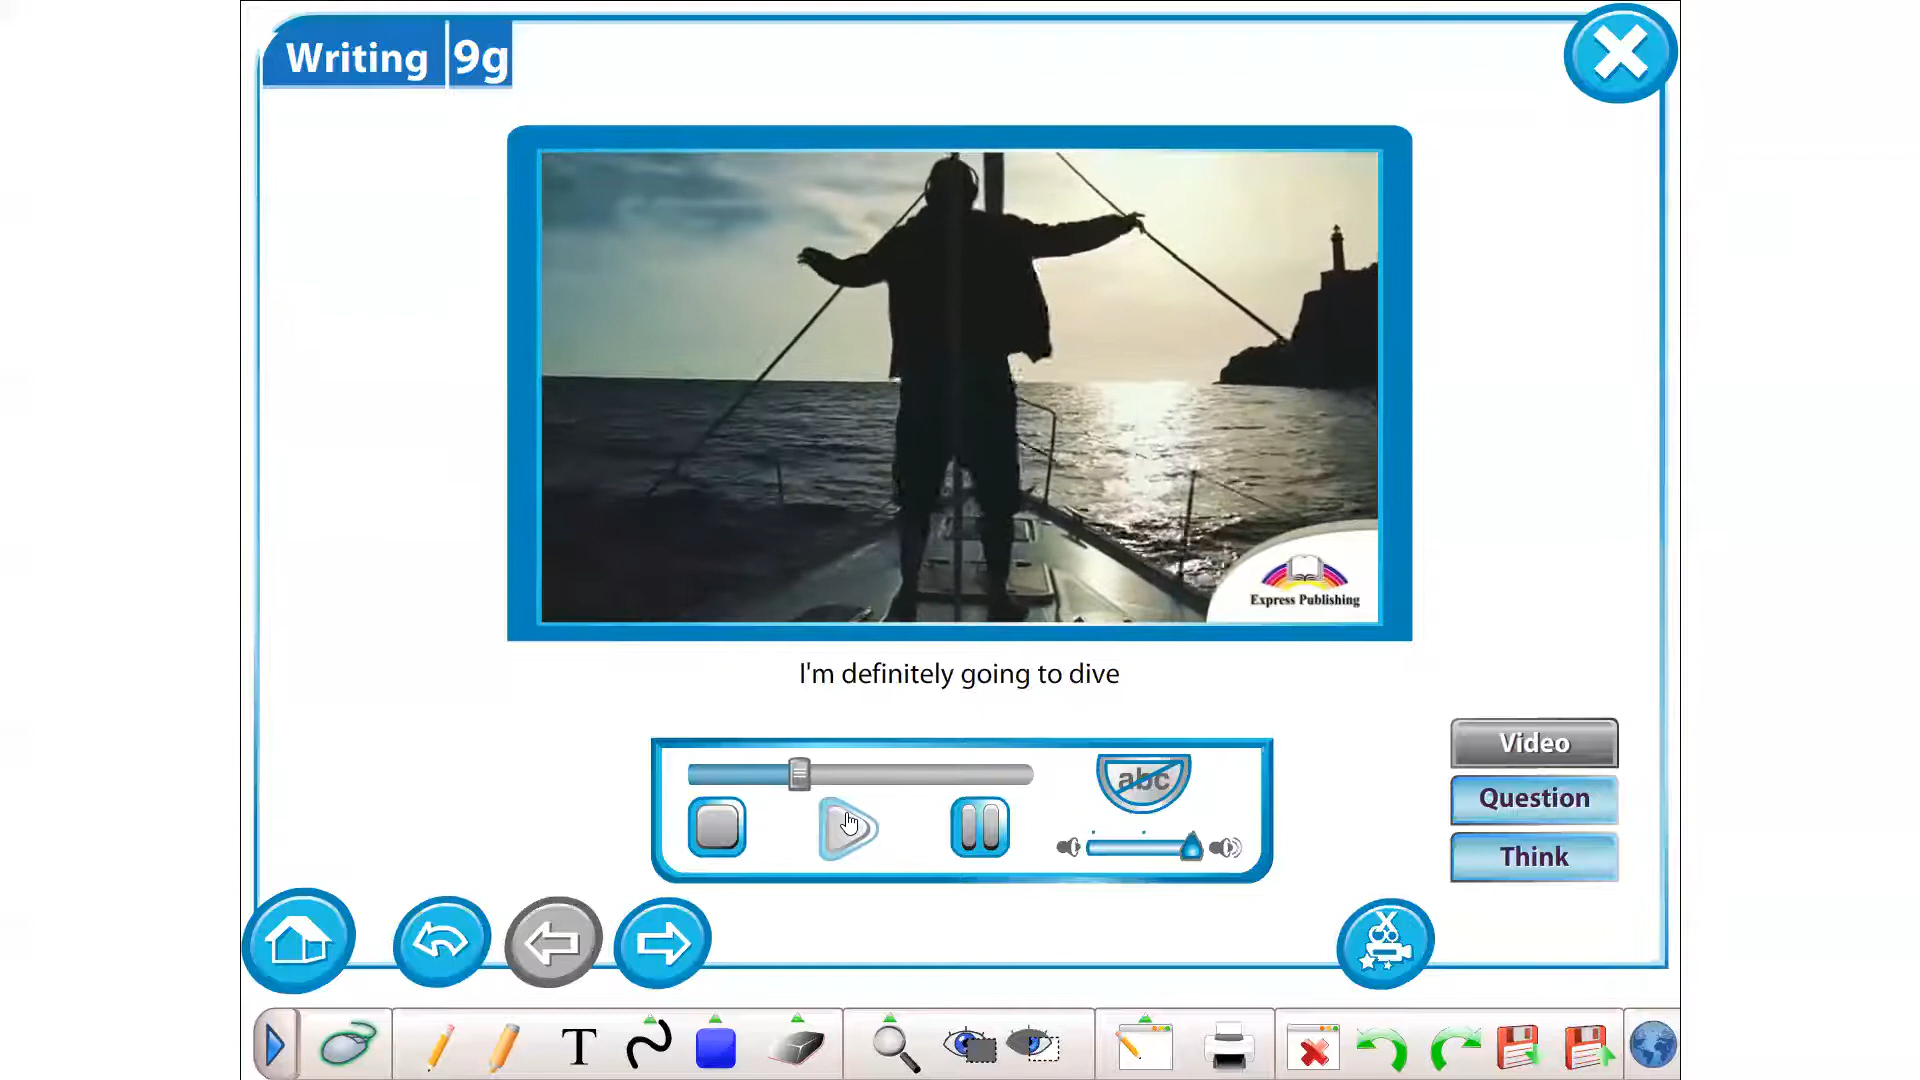 Writing 9g
Express Publishing
I'm definitely going to dive
abc
Video
Question
Think
T